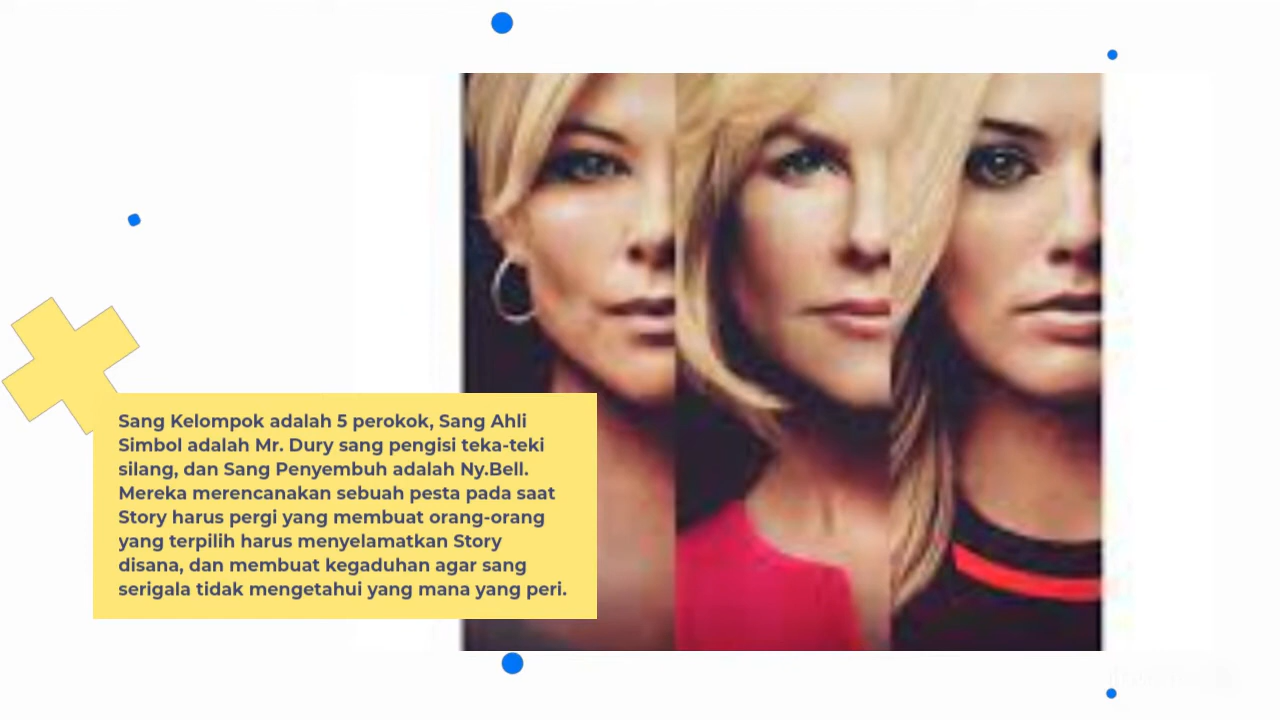 Sang Kelompok adalah 5 perokok, Sang Ahli
Simbol adalah Mr. Dury sang pengisi teka-teki
silang, dan Sang Penyembuh adalah Ny.Bell.
Mereka merencanakan sebuah pesta pada saat
Story harus pergi yang membuat orang-orang
yang terpilih harus menyelamatkan Story
disana, dan membuat kegaduhan agar sang
serigala tidak mengetahui yang mana yang peri.